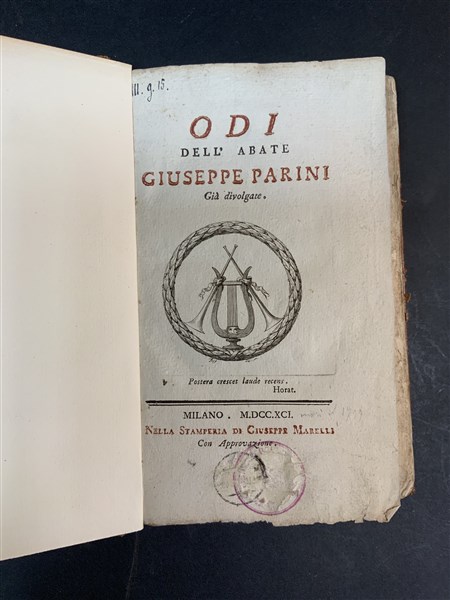 III. g. 15.
ODI
DELL' ABATE
GIUSEPPE PARINI
Già divolgate.
Postera crescet laude recens.
Horat.
MILANO. M.DCC.XCI.
NELLA STAMPERIA DI GIUSEPPE MARELLI
Con Approvazione.